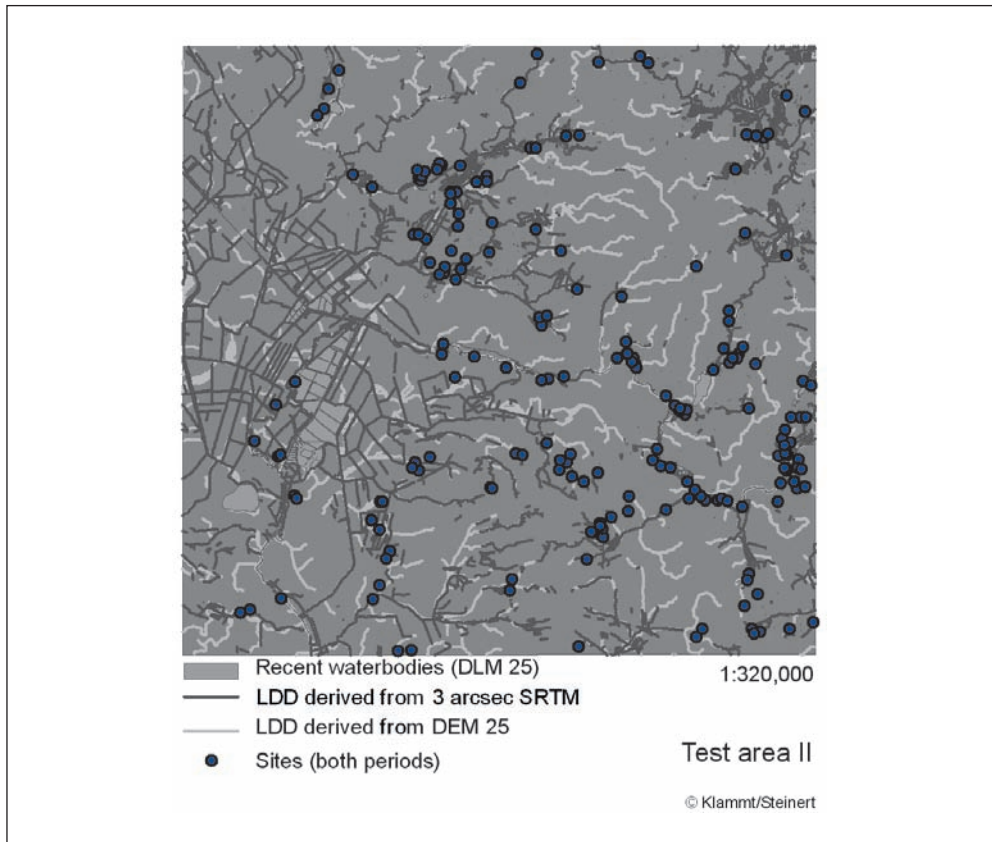 Recent waterbodies (DLM 25)
1:320,000
LDD derived from 3 arcsec SRTM
LDD derived from DEM 25
Sites (both periods)
Test area II
© Klammt/Steinert